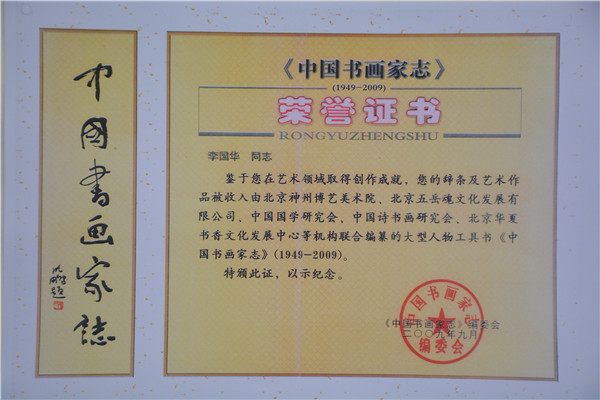 中国书画家誌
沈鹏题
《中国书画家志》
(1949-2009)
荣誉证书
RONGYUZHENGSHU
李国华 同志
鉴于您在艺术领域取得创作成就，您的辞条及艺术作
品被收入由北京神州博艺美术院、北京五岳魂文化发展有
限公司、中国国学研究会、中国诗书画研究会、北京华夏
书香文化发展中心等机构联合编纂的大型人物工具书《中
国书画家志》(1949-2009)。
特颁此证，以示纪念。
《中国书画家志》编委会
二〇〇九年九月
中国书画家志
编委会